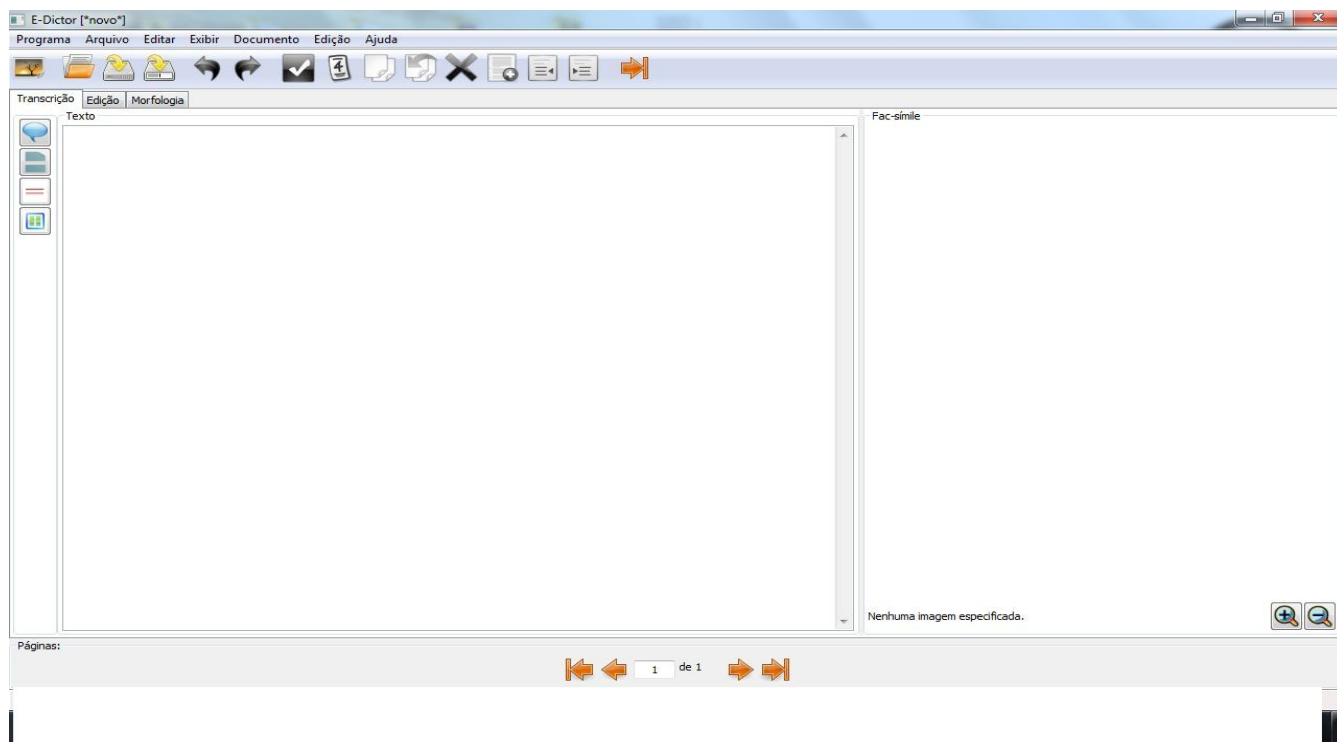 E-Dictor [*novo*]
Programa Arquivo Editar Exibir Documento Edição Ajuda
4
Transcrição Edição Morfologia
Texto
Fac-símile
Nenhuma imagem especificada.
Páginas:
1 de 1